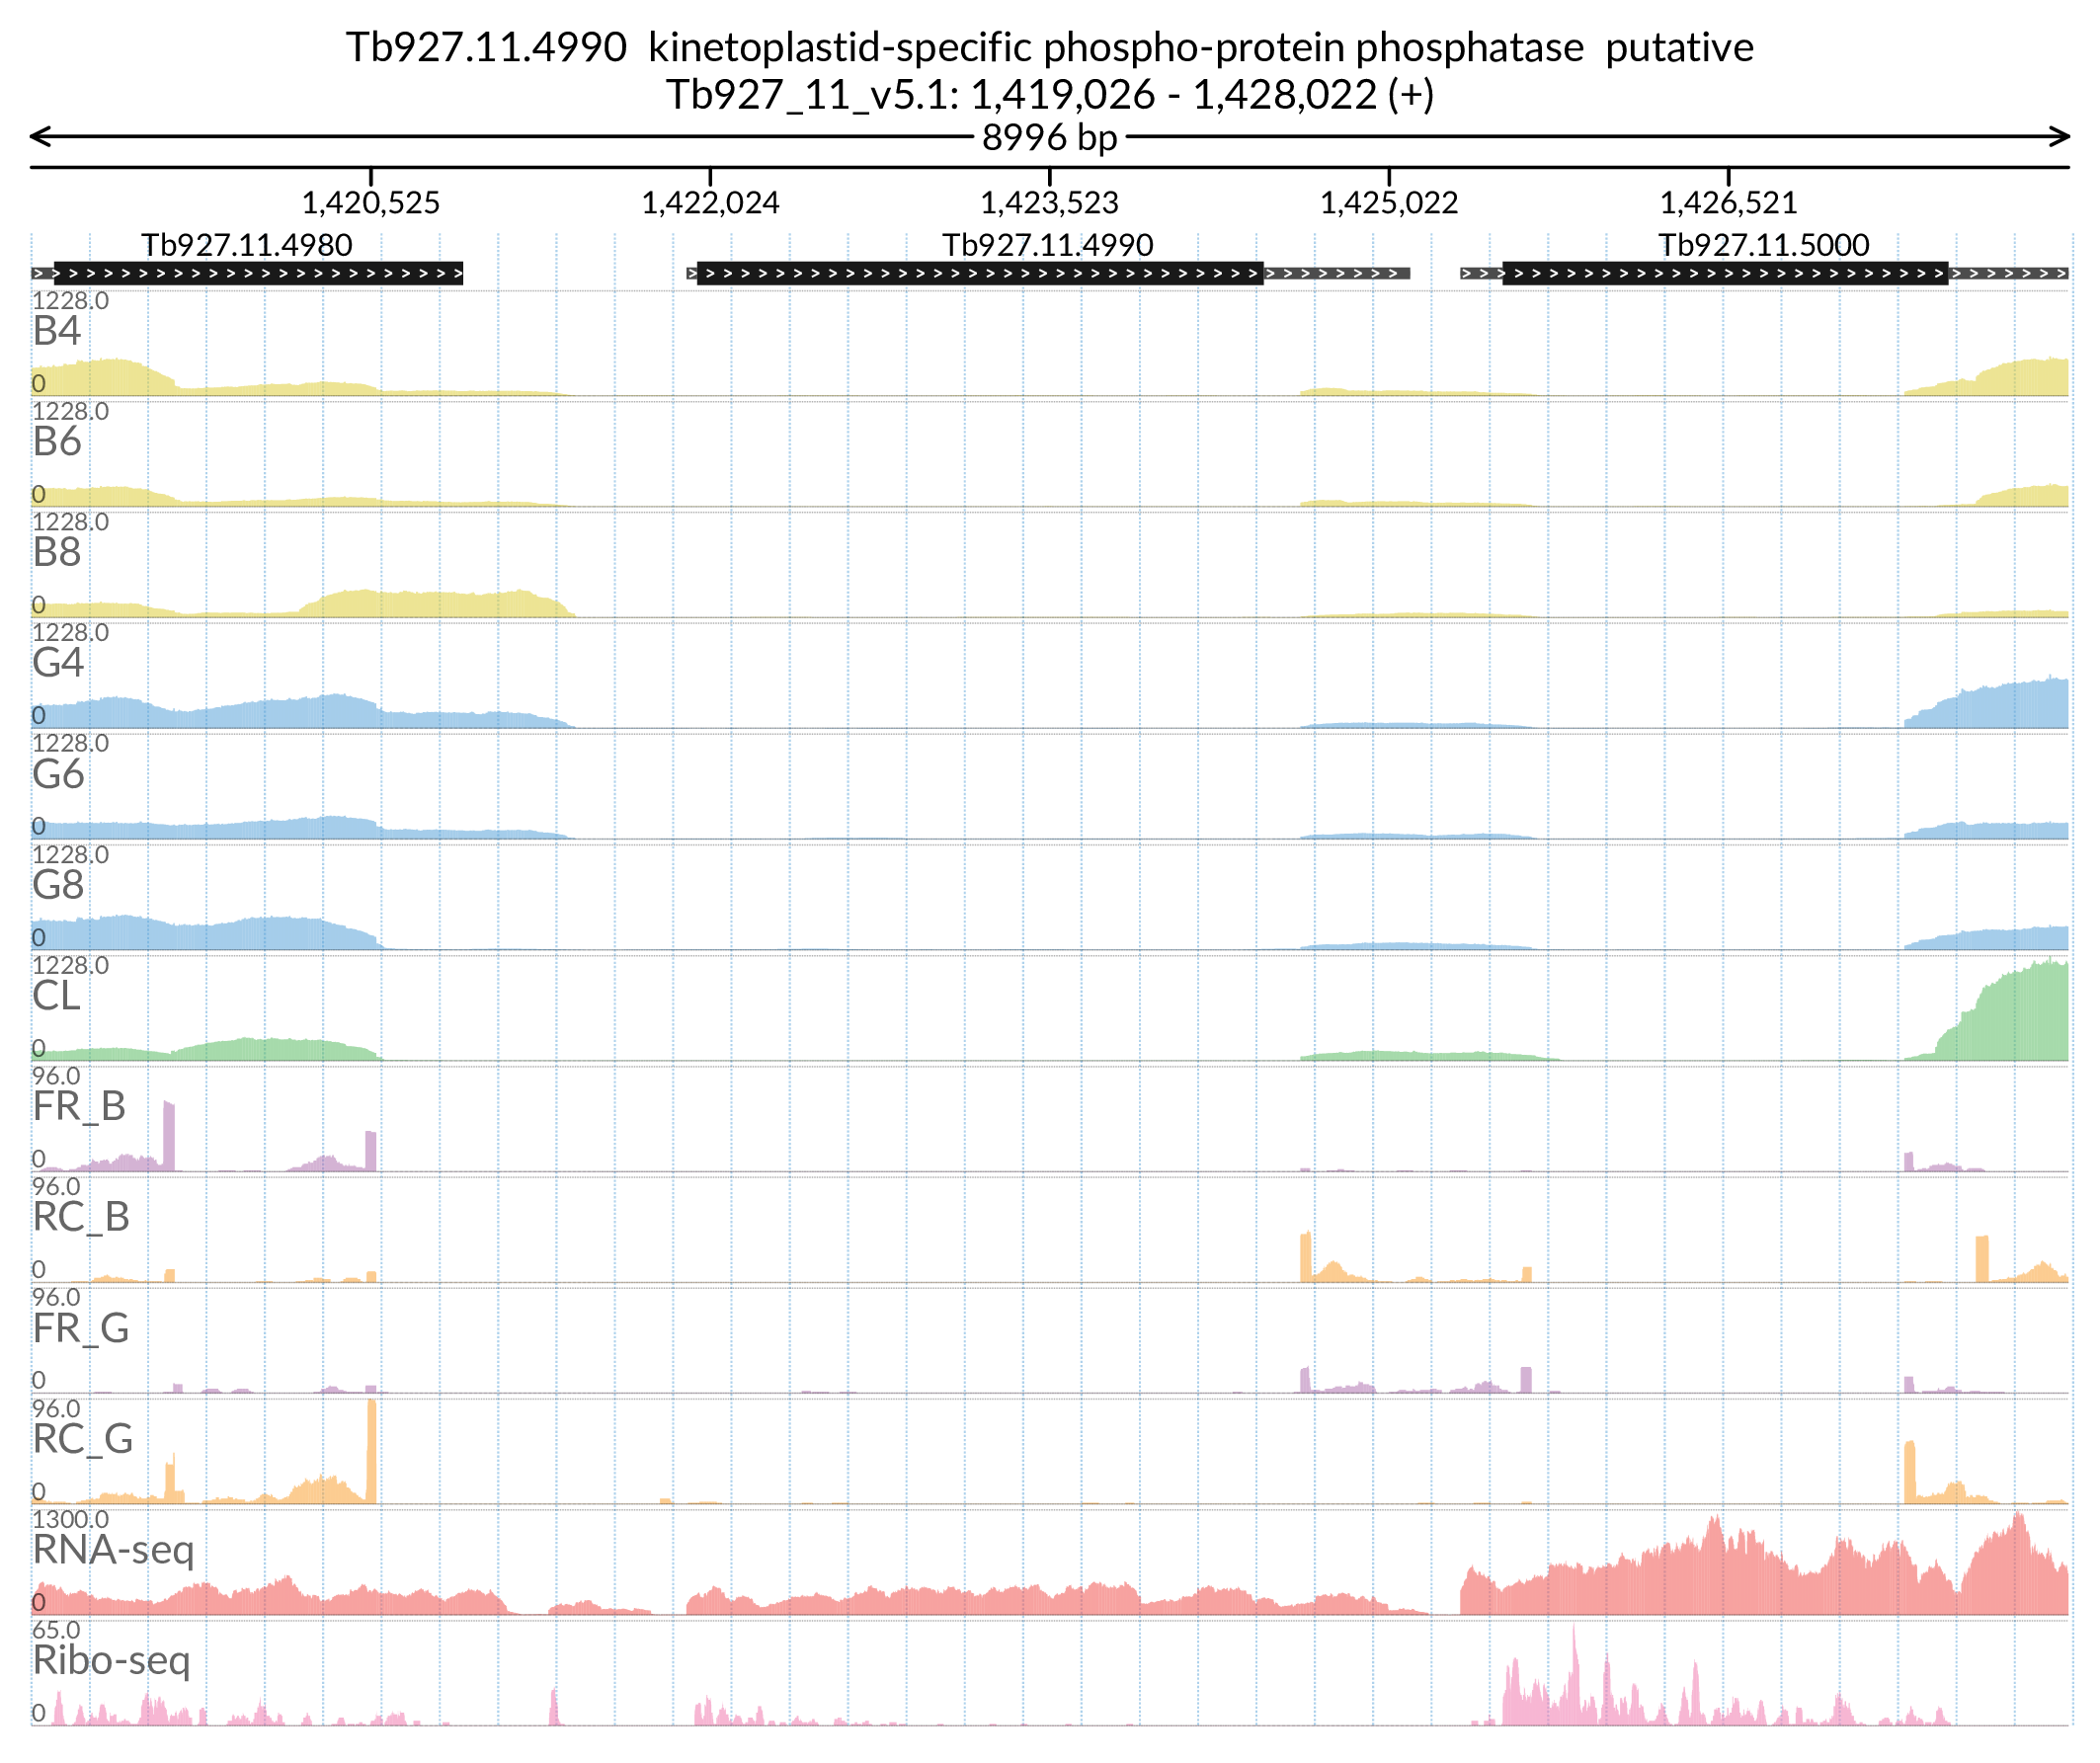 Tb927.11.4990  kinetoplastid-specific phospho-protein phosphatase  putative
Tb927_11_v5.1: 1,419,026 - 1,428,022 (+)
8996 bp
1,420,525 1,422,024 1,423,523 1,425,022 1,426,521
Tb927.11.4980 Tb927.11.4990 Tb927.11.5000
1228.0
B4
0
1228.0
B6
0
1228.0
B8
0
1228.0
G4
0
1228.0
G6
0
1228.0
G8
0
1228.0
CL
0
96.0
FR_B
0
96.0
RC_B
0
96.0
FR_G
0
96.0
RC_G
0
1300.0
RNA-seq
0
65.0
Ribo-seq
0